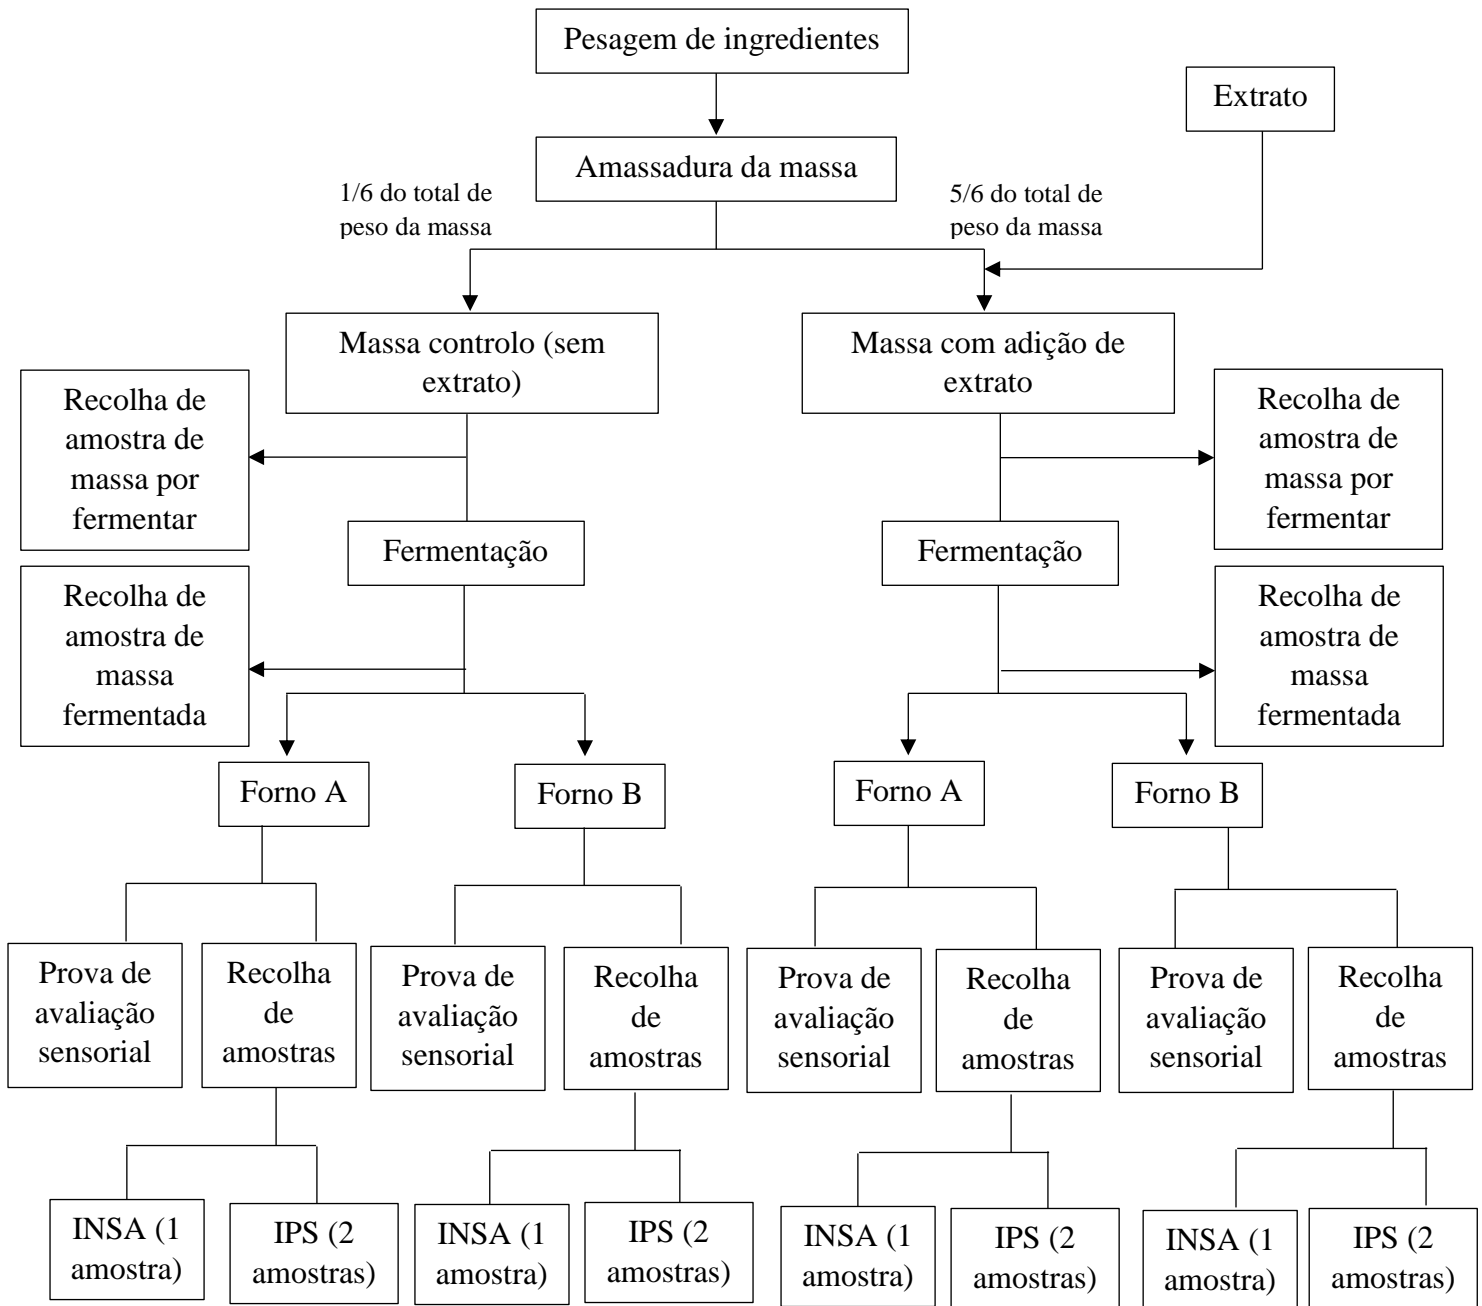 Pesagem de ingredientes
Extrato
Amassadura da massa
1/6 do total de
peso da massa
5/6 do total de
peso da massa
Massa controlo (sem
extrato)
Massa com adição de
extrato
Recolha de
amostra de
massa por
fermentar
Recolha de
amostra de
massa por
fermentar
Fermentação
Fermentação
Recolha de
amostra de
massa
fermentada
Recolha de
amostra de
massa
fermentada
Forno A
Forno B
Forno A
Forno B
Prova de
avaliação
sensorial
Recolha
de
amostras
Prova de
avaliação
sensorial
Recolha
de
amostras
Prova de
avaliação
sensorial
Recolha
de
amostras
Prova de
avaliação
sensorial
Recolha
de
amostras
INSA (1
amostra)
IPS (2
amostras)
INSA (1
amostra)
IPS (2
amostras)
INSA (1
amostra)
IPS (2
amostras)
INSA (1
amostra)
IPS (2
amostras)